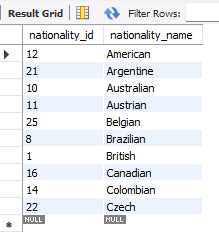 Result Grid Filter Rows:
nationality_id nationality_name
12 American
21 Argentine
10 Australian
11 Austrian
25 Belgian
8 Brazilian
1 British
16 Canadian
14 Colombian
22 Czech
NULL NULL